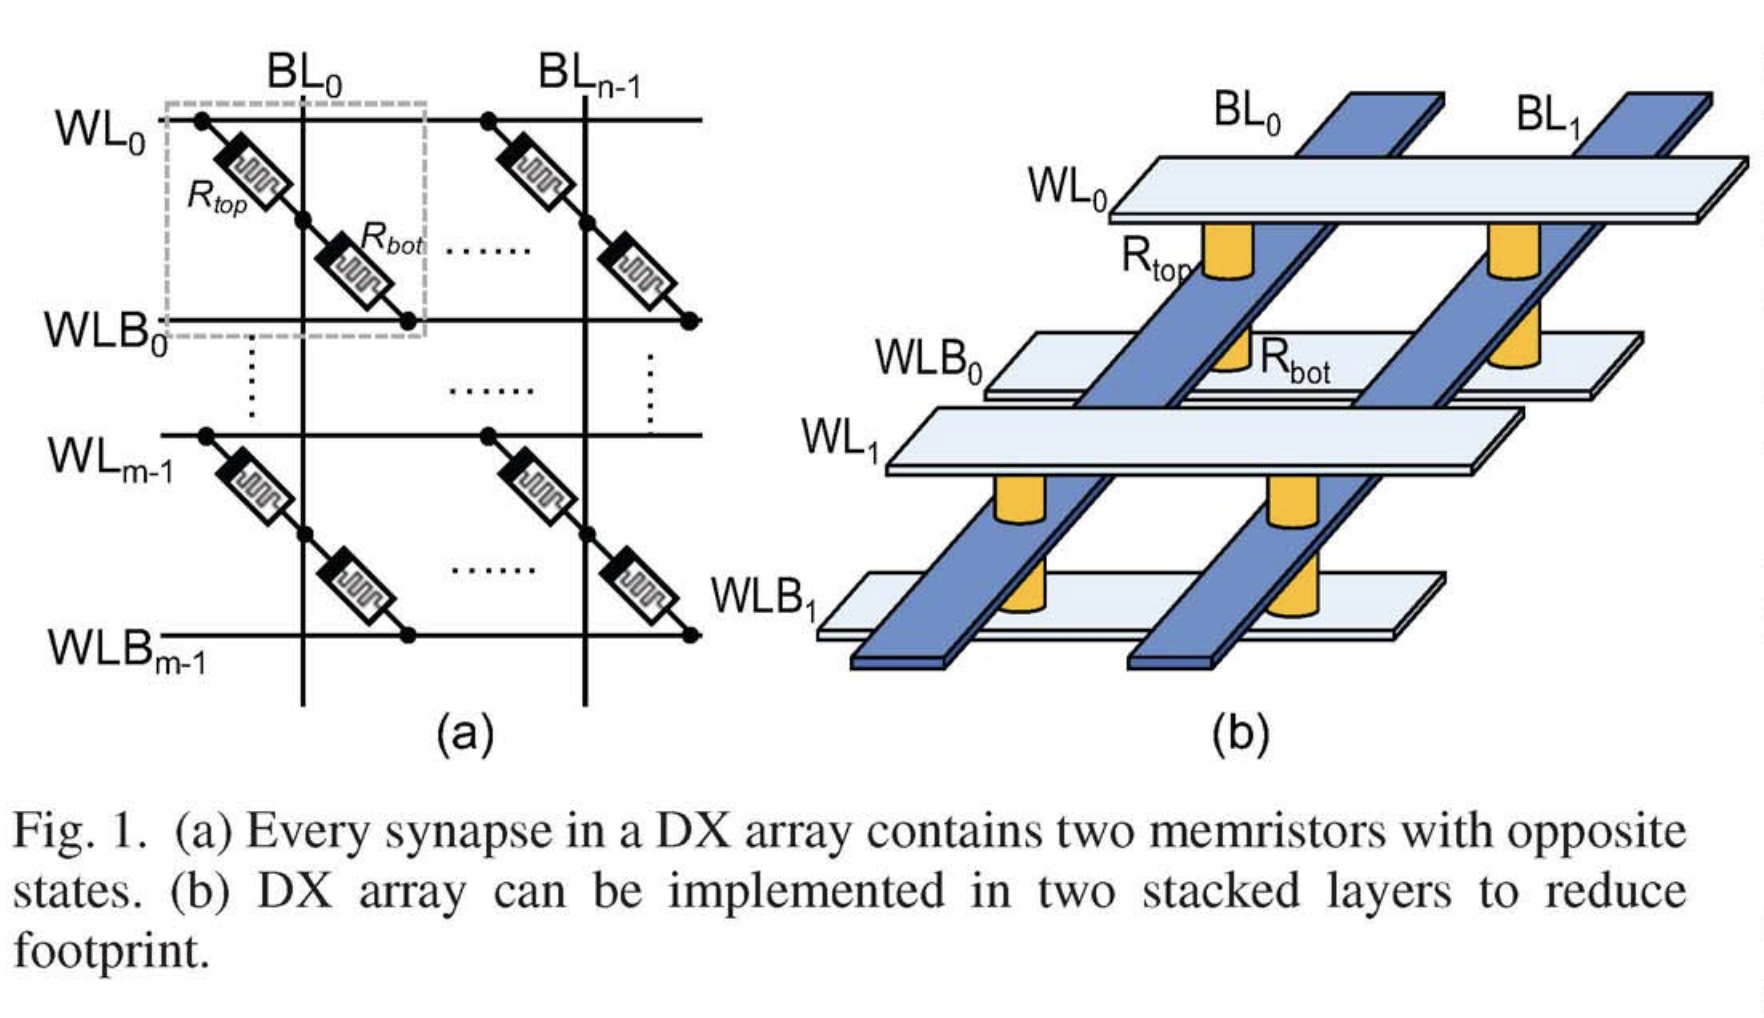 BL0
BLn-1
WL0
Rtop
Rbot
WLB0
WLm-1
WLBm-1
(a)
BL0
BL1
WL0
Rtop
WLB0
Rbot
WL1
WLB1
(b)
Fig. 1. (a) Every synapse in a DX array contains two memristors with opposite
states. (b) DX array can be implemented in two stacked layers to reduce
footprint.